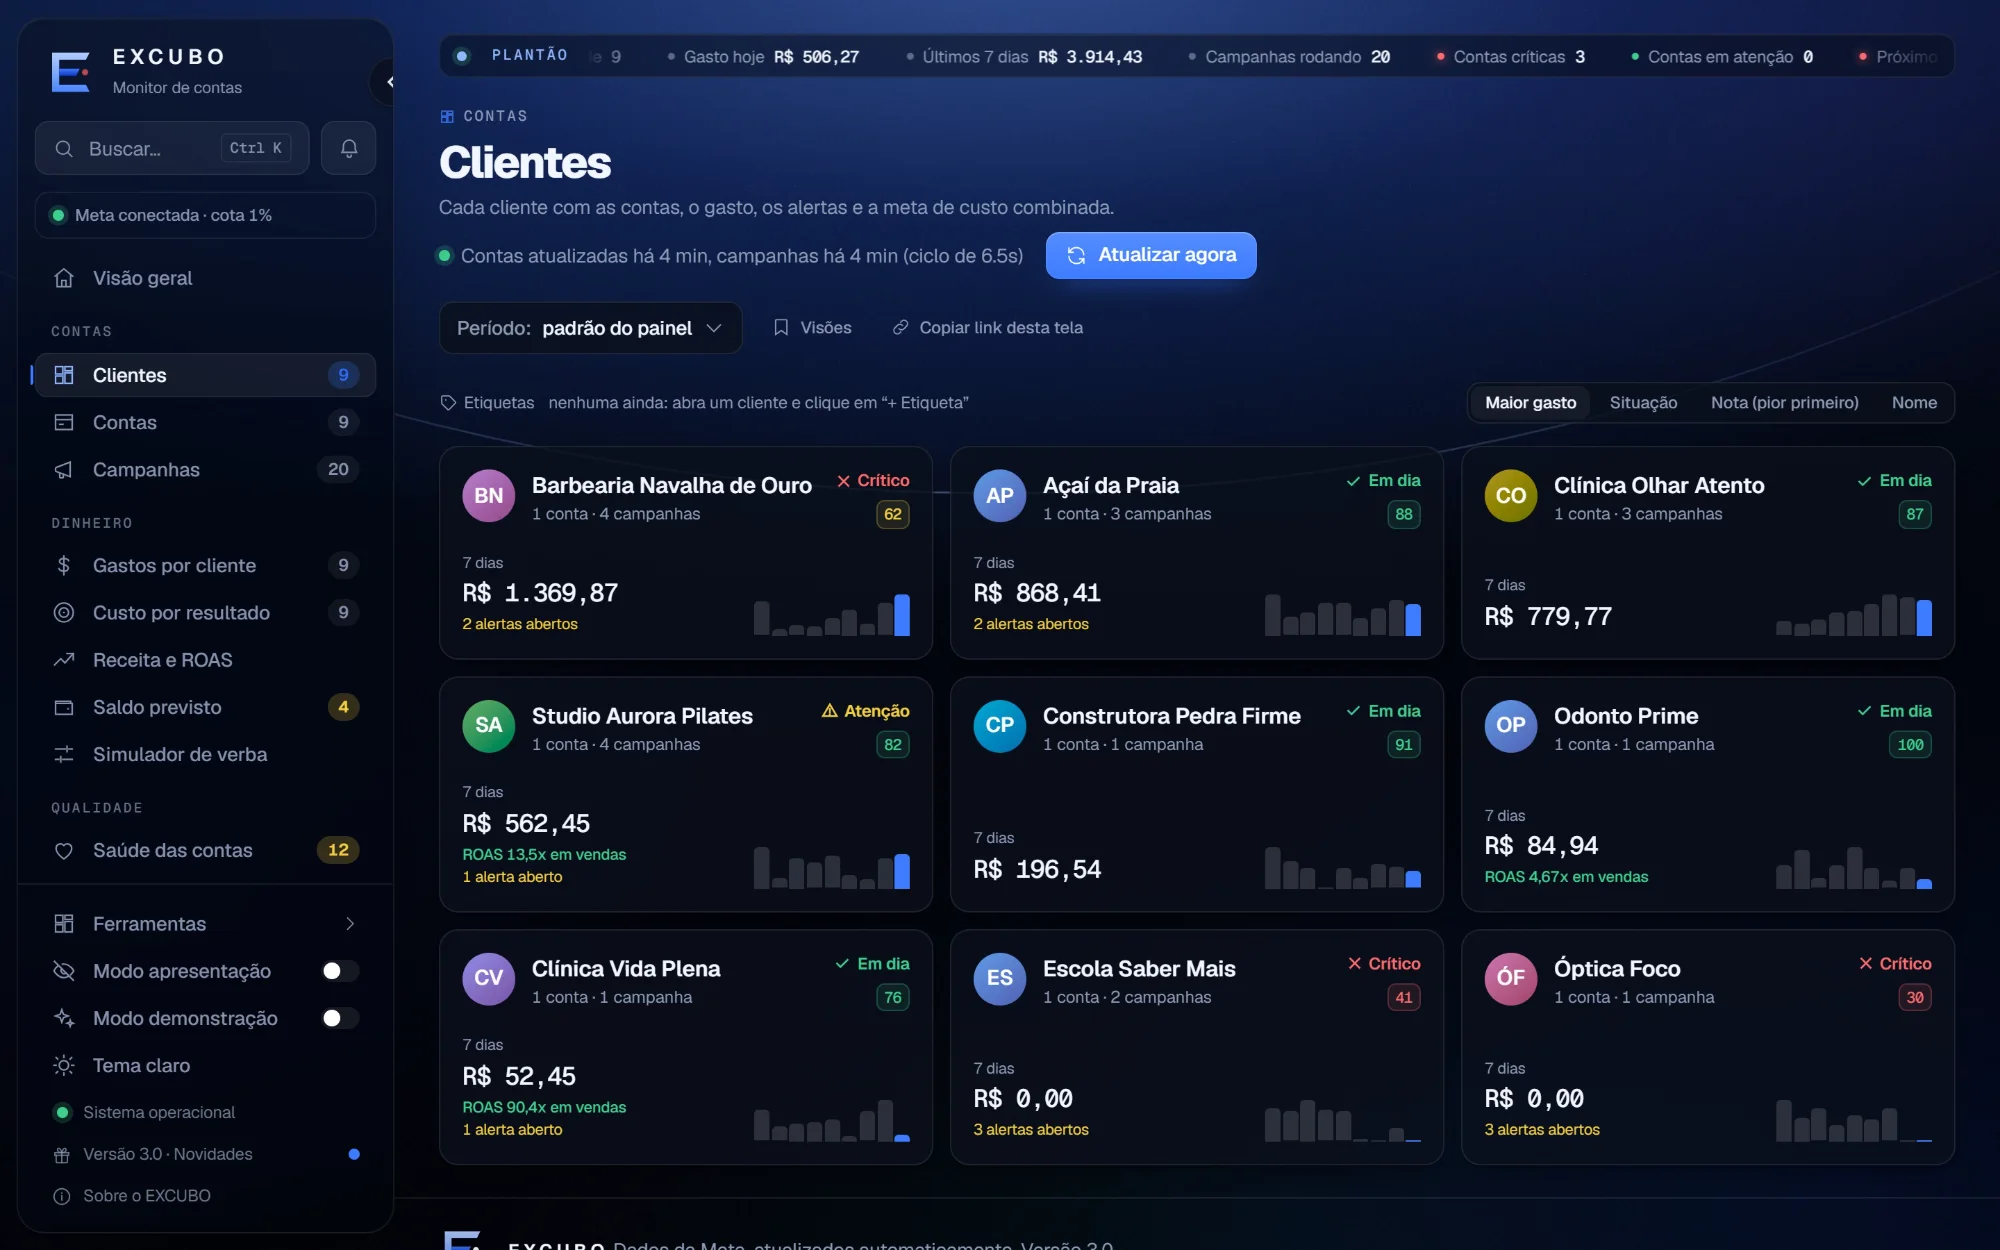 EXCUBO
Monitor de contas
Buscar... Ctrl K
Meta conectada · cota 1%
Visão geral
CONTAS
Clientes 9
Contas 9
Campanhas 20
DINHEIRO
Gastos por cliente 9
Custo por resultado 9
Receita e ROAS
Saldo previsto 4
Simulador de verba
QUALIDADE
Saúde das contas 12
Ferramentas
Modo apresentação
Modo demonstração
Tema claro
Sistema operacional
Versão 3.0 · Novidades
Sobre o EXCUBO
PLANTÃO 9 Gasto hoje R$ 506,27 Últimos 7 dias R$ 3.914,43 Campanhas rodando 20 Contas críticas 3 Contas em atenção 0 Próximo
CONTAS
Clientes
Cada cliente com as contas, o gasto, os alertas e a meta de custo combinada.
Contas atualizadas há 4 min, campanhas há 4 min (ciclo de 6.5s) Atualizar agora
Período: padrão do painel Visões Copiar link desta tela
Etiquetas nenhuma ainda: abra um cliente e clique em “+ Etiqueta” Maior gasto Situação Nota (pior primeiro) Nome
BN Barbearia Navalha de Ouro Crítico
1 conta · 4 campanhas 62
7 dias
R$ 1.369,87
2 alertas abertos
AP Açaí da Praia Em dia
1 conta · 3 campanhas 88
7 dias
R$ 868,41
2 alertas abertos
CO Clínica Olhar Atento Em dia
1 conta · 3 campanhas 87
7 dias
R$ 779,77
SA Studio Aurora Pilates Atenção
1 conta · 4 campanhas 82
7 dias
R$ 562,45
ROAS 13,5x em vendas
1 alerta aberto
CP Construtora Pedra Firme Em dia
1 conta · 1 campanha 91
7 dias
R$ 196,54
OP Odonto Prime Em dia
1 conta · 1 campanha 100
7 dias
R$ 84,94
ROAS 4,67x em vendas
CV Clínica Vida Plena Em dia
1 conta · 1 campanha 76
7 dias
R$ 52,45
ROAS 90,4x em vendas
1 alerta aberto
ES Escola Saber Mais Crítico
1 conta · 2 campanhas 41
7 dias
R$ 0,00
3 alertas abertos
ÓF Óptica Foco Crítico
1 conta · 1 campanha 30
7 dias
R$ 0,00
3 alertas abertos
EXCUBO Dados da Meta, atualizados automaticamente. Versão 3.0